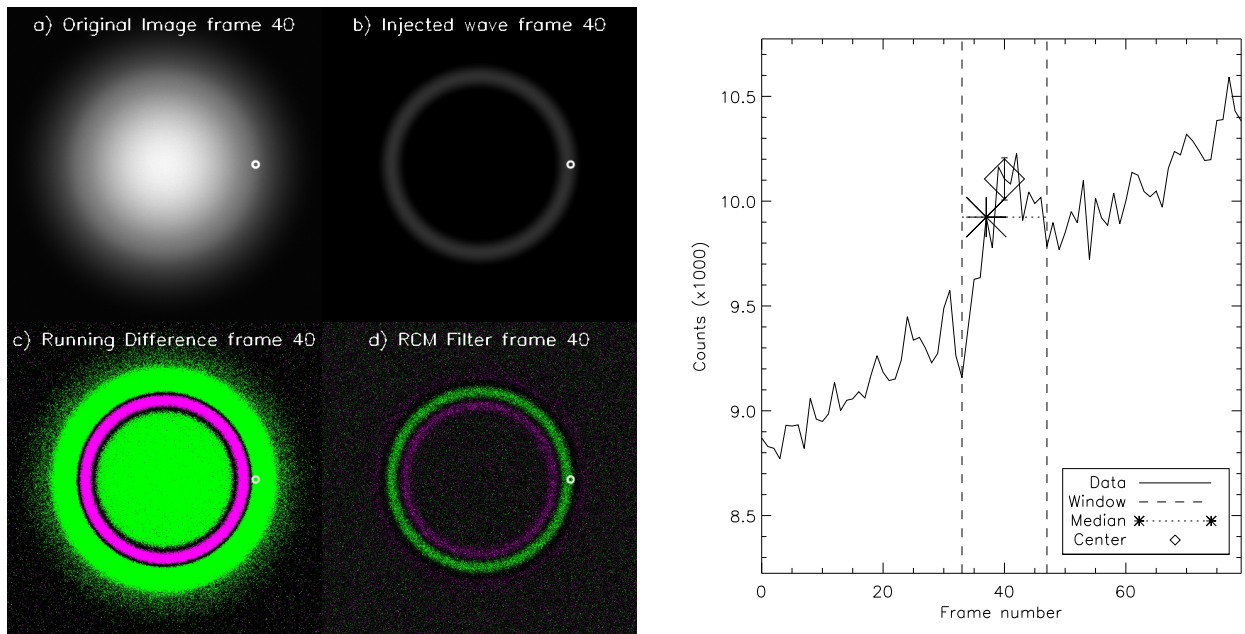 a) Original Image frame 40
b) Injected wave frame 40
c) Running Difference frame 40
d) RCM Filter frame 40
Counts (x1000)
10.5
10.0
9.5
9.0
8.5
0
20
40
60
Frame number
Data
Window
Median
Center